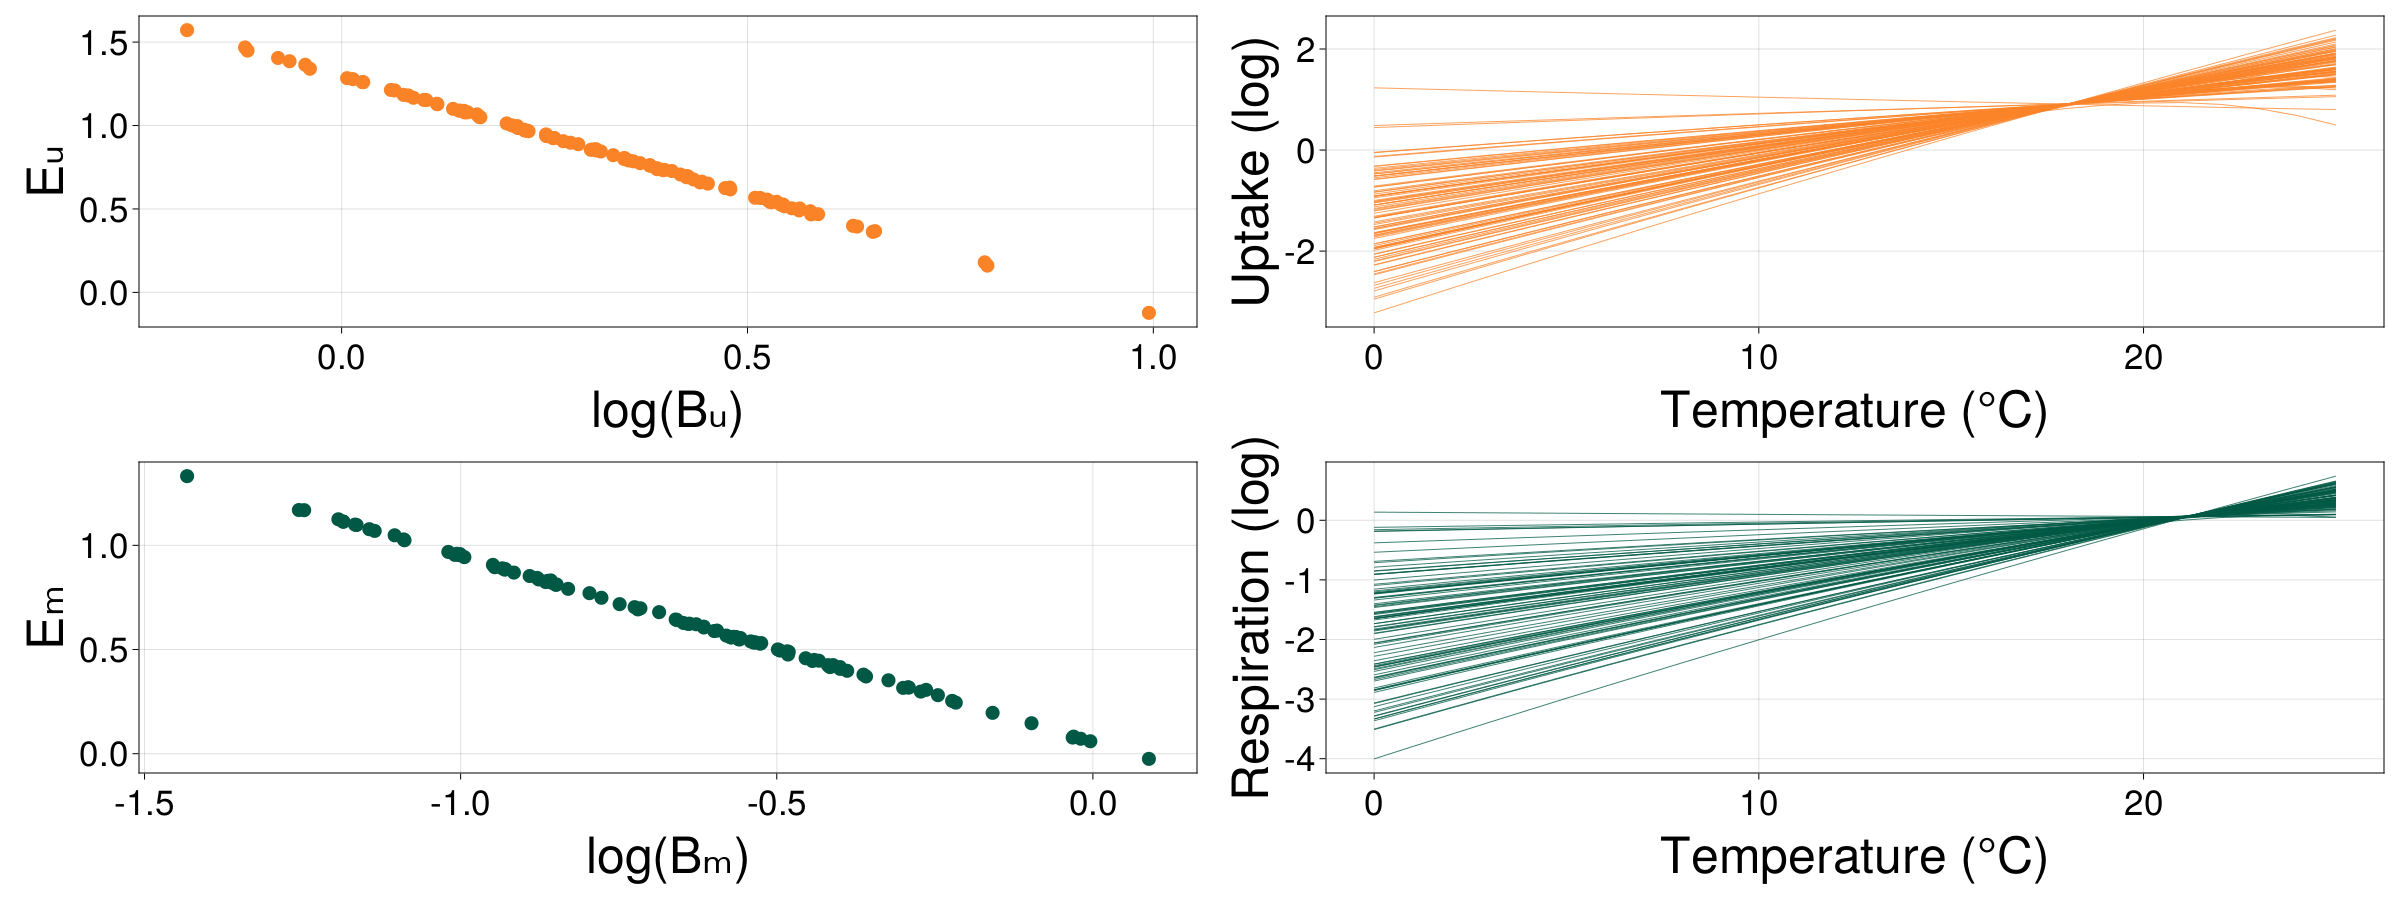 1.5
1.0
0.5
0.0
Eᵤ
0.0 0.5 1.0
log(Bᵤ)
2
0
-2
Uptake (log)
0 10 20
Temperature (°C)
1.0
0.5
0.0
Eₘ
-1.5 -1.0 -0.5 0.0
log(Bₘ)
0
-1
-2
-3
-4
Respiration (log)
0 10 20
Temperature (°C)